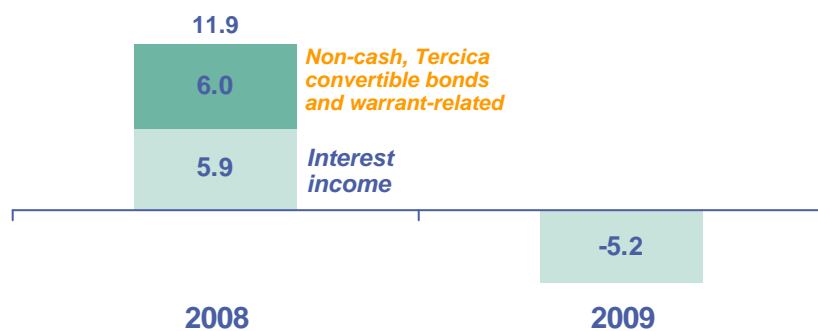 11.9
6.0
Non-cash, Tercica
convertible bonds
and warrant-related
5.9
Interest
income
-5.2
2008
2009